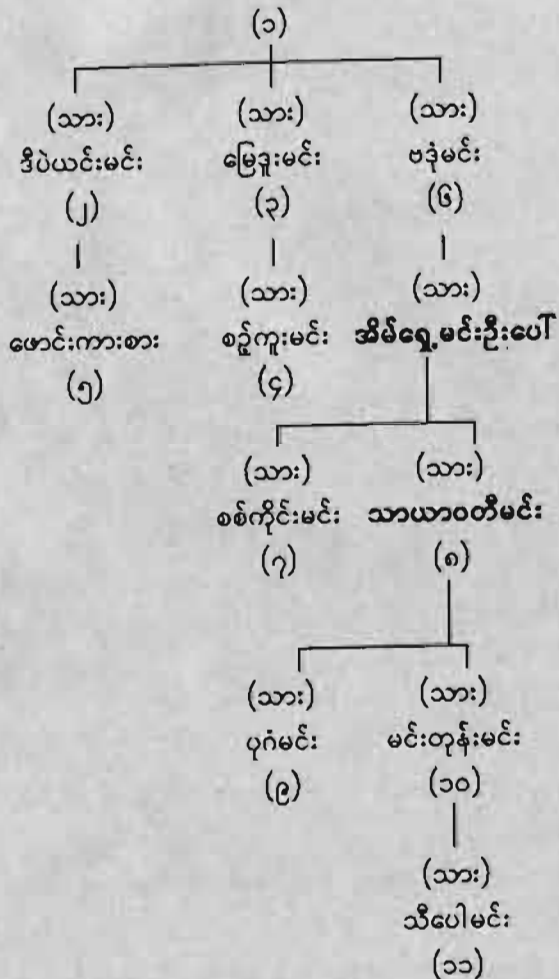 (၁)
(သား) (သား) (သား)
ဒီပဲယင်းမင်း မြေဒူးမင်း ဗဒုံမင်း
(၂) (၃) (၆)
(သား) (သား) (သား)
ဖောင်းကားစား စဉ့်ကူးမင်း အိမ်ရှေ့မင်းဦးပေါ်
(၅) (၄)
(သား) (သား)
စစ်ကိုင်းမင်း သာယာဝတီမင်း
(၇) (၈)
(သား) (သား)
ပုဂံမင်း မင်းတုန်းမင်း
(၉) (၁၀)
(သား)
သီပေါမင်း
(၁၁)